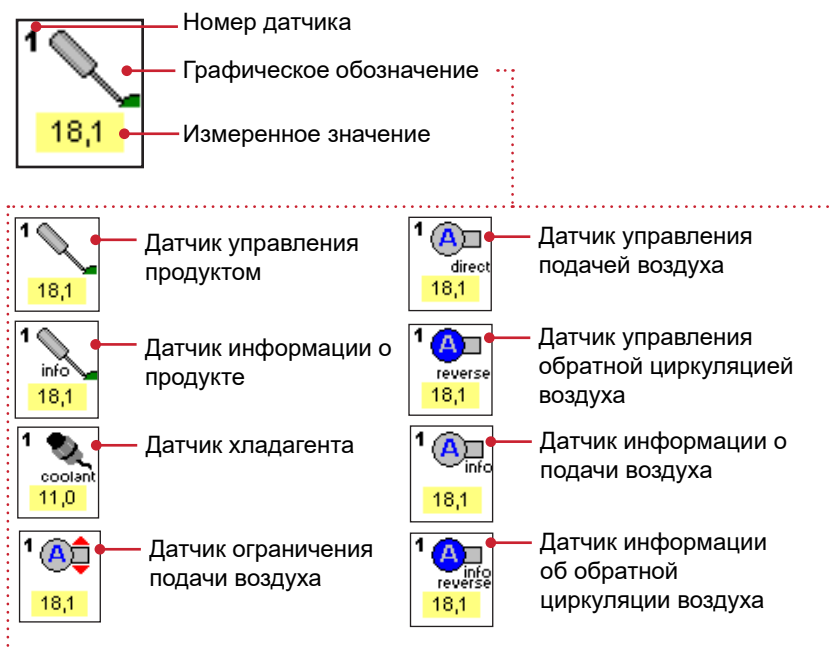 1
Номер датчика
Графическое обозначение
18,1
Измеренное значение
1
18,1
Датчик управления
продуктом
1
info
18,1
Датчик информации о
продукте
1
coolant
11,0
Датчик хладагента
1
A
18,1
Датчик ограничения
подачи воздуха
1
A
direct
18,1
Датчик управления
подачей воздуха
1
A
reverse
18,1
Датчик управления
обратной циркуляцией
воздуха
1
A
info
18,1
Датчик информации о
подачи воздуха
1
A
info
reverse
18,1
Датчик информации
об обратной
циркуляции воздуха